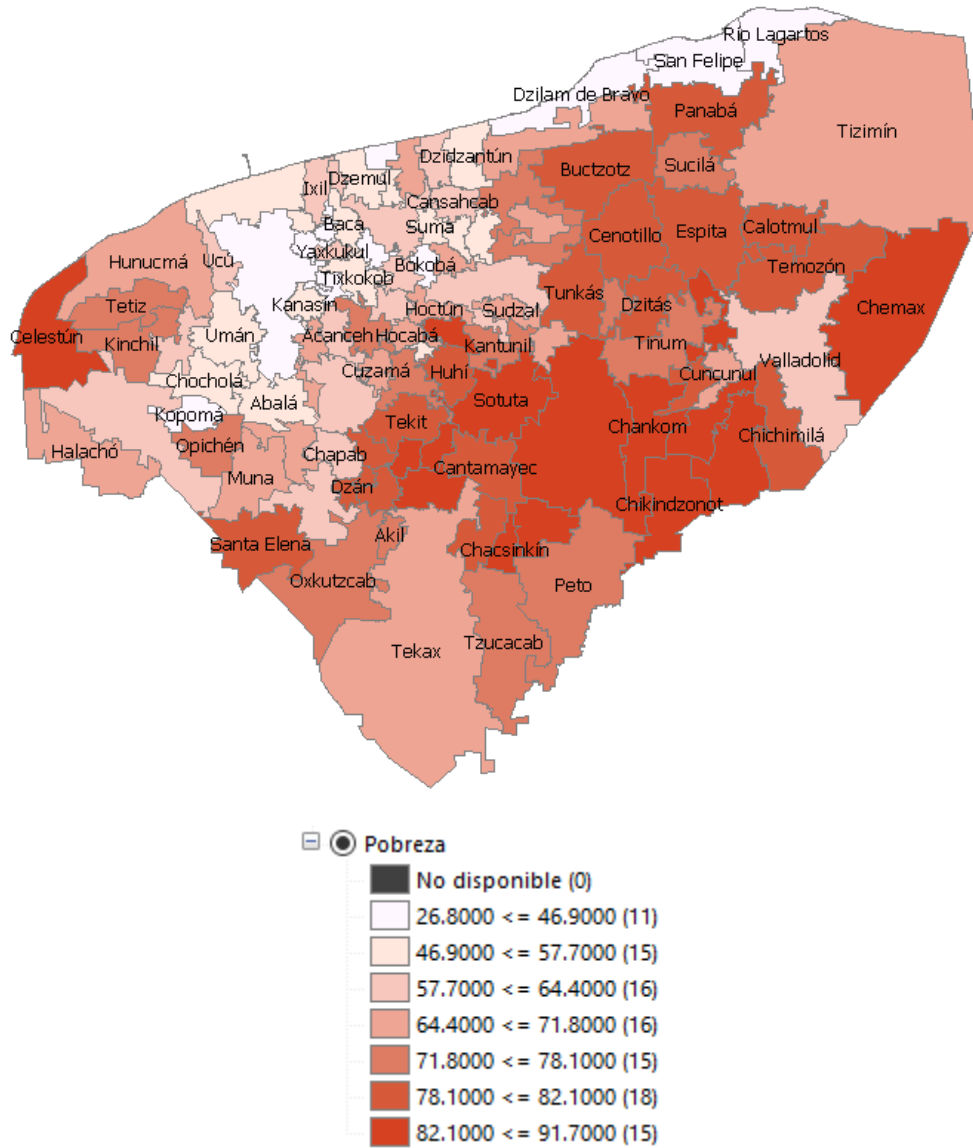 Río Lagartos
San Felipe
Dzilam de Bravo
Panabá
Tizimín
Dzidzantún
Buctzotz
Sucilá
Ixil
Dzemul
Cansahcab
Baca
Suma
Cenotillo
Espita
Calotmul
Hunucmá
Ucú
Yaxkukul
Bokobá
Temozón
Tixkokob
Tetiz
Kanasín
Hoctún
Sudzal
Tunkás
Dzitás
Chemax
Celestún
Kinchil
Umán
Acanceh
Hocabá
Kantunil
Tinum
Valladolid
Chocholá
Cuzamá
Huhí
Cuncunul
Kopomá
Abalá
Sotuta
Tekit
Chankom
Chichimilá
Halachó
Opichén
Muna
Chapab
Cantamayec
Dzán
Chikindzonot
Santa Elena
Akil
Chacsinkín
Oxkutzcab
Peto
Tekax
Tzucacab
Pobreza
No disponible (0)
26.8000 <= 46.9000 (11)
46.9000 <= 57.7000 (15)
57.7000 <= 64.4000 (16)
64.4000 <= 71.8000 (16)
71.8000 <= 78.1000 (15)
78.1000 <= 82.1000 (18)
82.1000 <= 91.7000 (15)